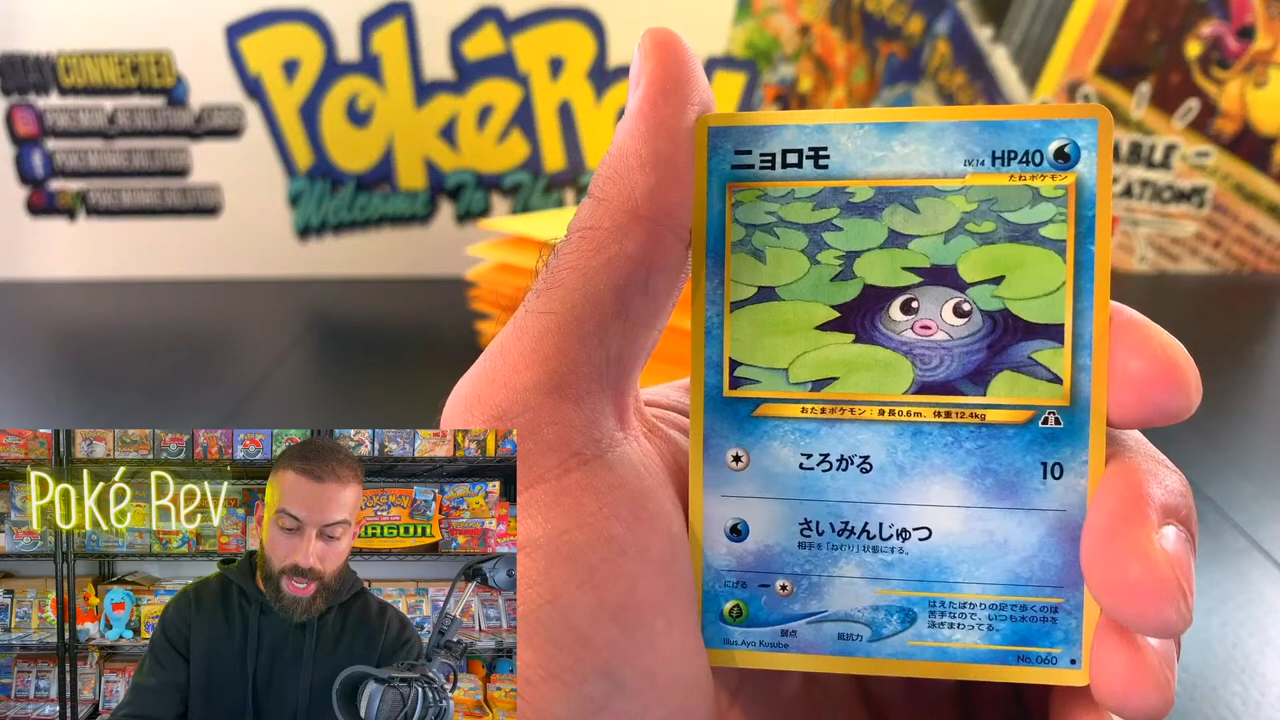 STAY CONNECTED
PokéRev
Welcome To The
ニョロモ
LV.14 HP40
たねポケモン
おたまポケモン：身長0.6m、体重12.4kg
ころがる 10
さいみんじゅつ
相手を「ねむり」状態にする。
にげる
弱点 抵抗力
はえたばかりの足で歩くのは
苦手なので、いつも水の中を
泳ぎまわってる。
Illus.Aya Kusube
No. 060
Poké Rev
POKÉMON
DRAGON